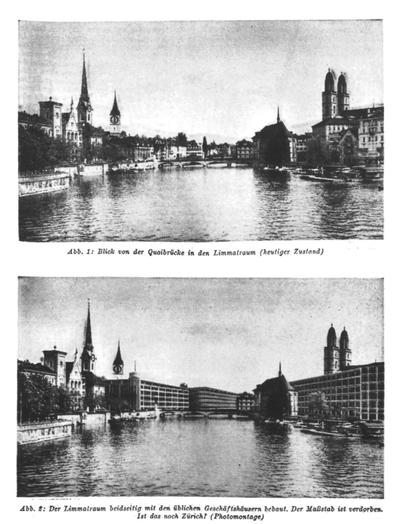 Abb. 1: Blick von der Quaibrücke in den Limmatraum (heutiger Zustand)
Abb. 2: Der Limmatraum beidseitig mit den üblichen Geschäftshäusern bebaut. Der Maßstab ist verdorben.
Ist das noch Zürich? (Photomontage)